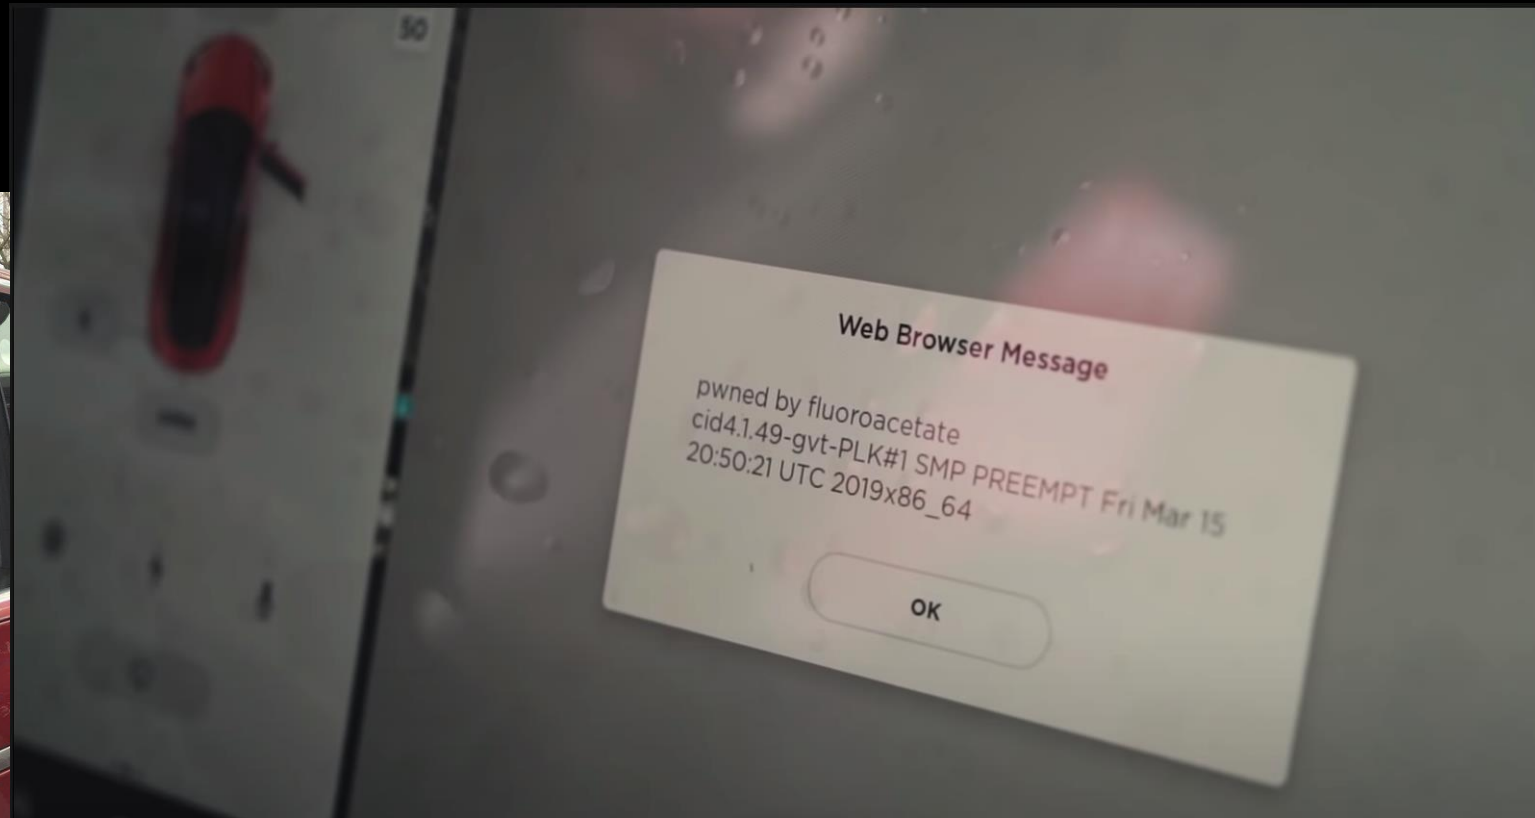 50
Web Browser Message
pwned by fluoroacetate
cid4.1.49-gvt-PLK#1 SMP PREEMPT Fri Mar 15
20:50:21 UTC 2019x86_64
OK